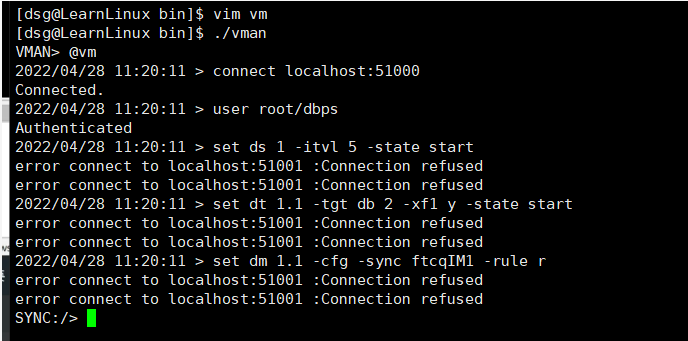 [dsg@LearnLinux bin]$ vim vm
[dsg@LearnLinux bin]$ ./vman
VMAN> @vm
2022/04/28 11:20:11 > connect localhost:51000
Connected.
2022/04/28 11:20:11 > user root/dbps
Authenticated
2022/04/28 11:20:11 > set ds 1 -itvl 5 -state start
error connect to localhost:51001 :Connection refused
error connect to localhost:51001 :Connection refused
2022/04/28 11:20:11 > set dt 1.1 -tgt db 2 -xf1 y -state start
error connect to localhost:51001 :Connection refused
error connect to localhost:51001 :Connection refused
2022/04/28 11:20:11 > set dm 1.1 -cfg -sync ftcqIM1 -rule r
error connect to localhost:51001 :Connection refused
error connect to localhost:51001 :Connection refused
SYNC:/>